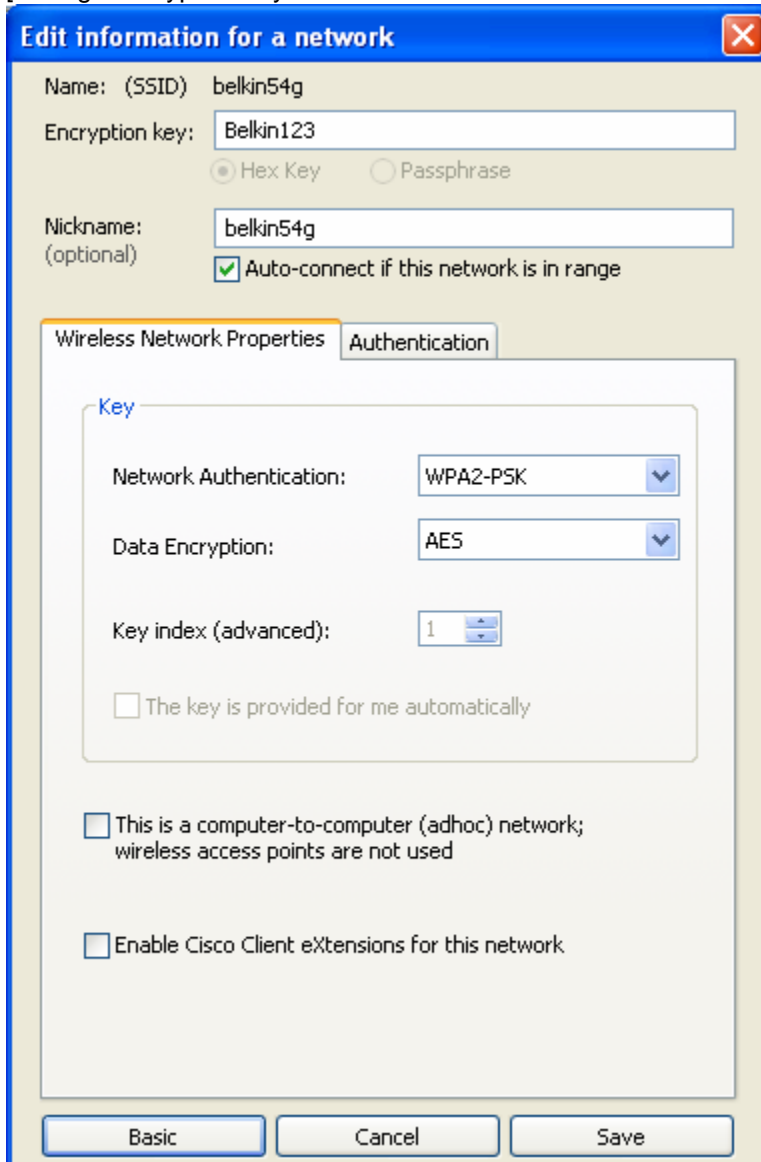 Edit information for a network
Name: (SSID) belkin54g
Encryption key: Belkin123
Hex Key Passphrase
Nickname: belkin54g
(optional)
Auto-connect if this network is in range
Wireless Network Properties Authentication
Key
Network Authentication: WPA2-PSK
Data Encryption: AES
Key index (advanced): 1
The key is provided for me automatically
This is a computer-to-computer (adhoc) network;
wireless access points are not used
Enable Cisco Client eXtensions for this network
Basic Cancel Save